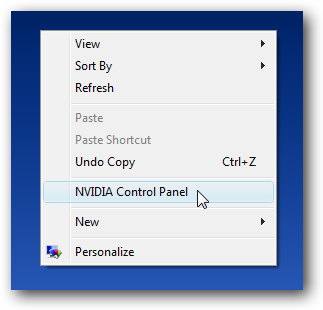 View
Sort By
Refresh
Paste
Paste Shortcut
Undo Copy Ctrl+Z
NVIDIA Control Panel
New
Personalize